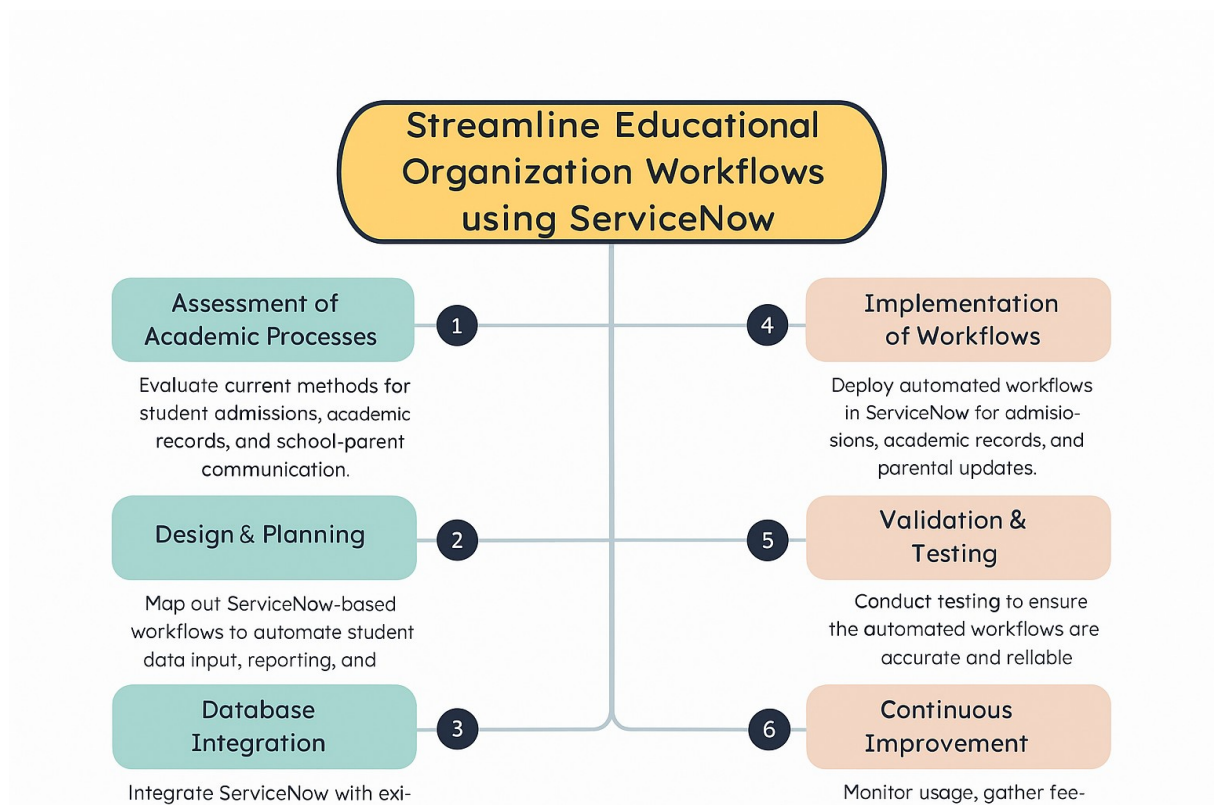 Streamline Educational
Organization Workflows
using ServiceNow
Assessment of
Academic Processes
1
Evaluate current methods for
student admissions, academic
records, and school-parent
communication.
Design & Planning
2
Map out ServiceNow-based
workflows to automate student
data input, reporting, and
Database
Integration
3
Integrate ServiceNow with exi-
4
Implementation
of Workflows
Deploy automated workflows
in ServiceNow for admisio-
sions, academic records, and
parental updates.
5
Validation &
Testing
Conduct testing to ensure
the automated workflows are
accurate and rellable
6
Continuous
Improvement
Monitor usage, gather fee-